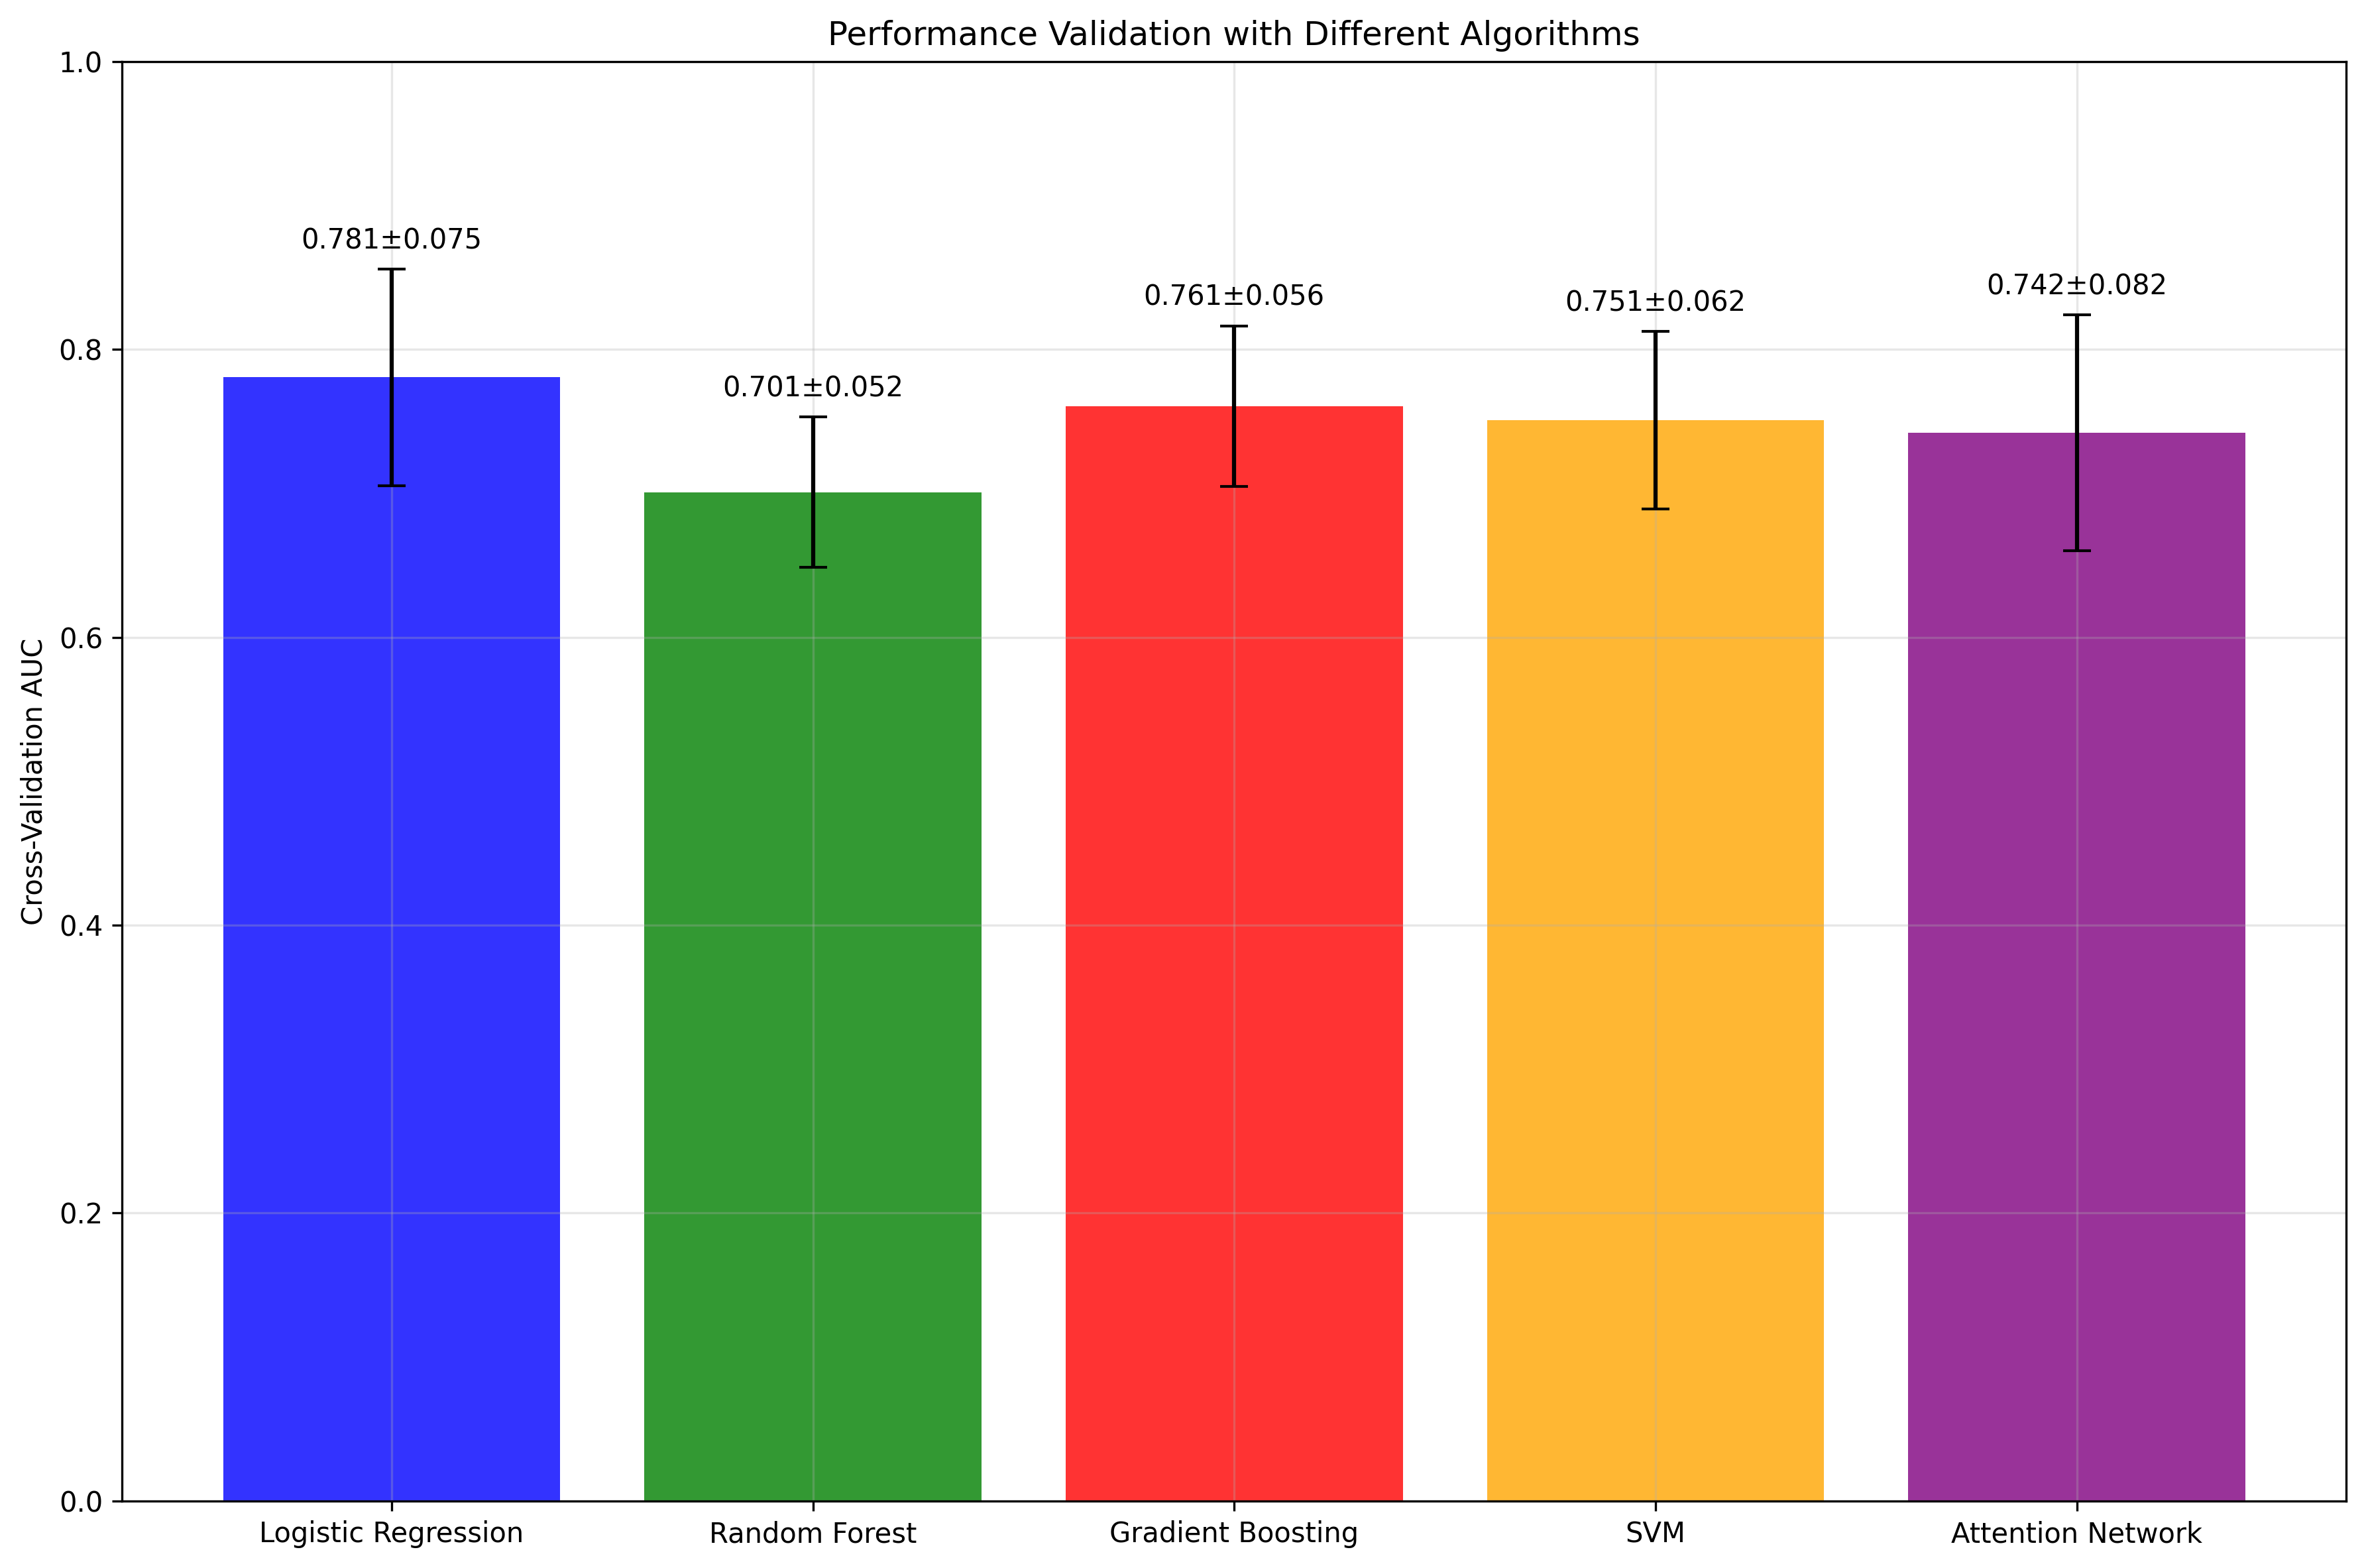 Performance Validation with Different Algorithms
Cross-Validation AUC
1.0
0.8
0.6
0.4
0.2
0.0
0.781±0.075
0.701±0.052
0.761±0.056
0.751±0.062
0.742±0.082
Logistic Regression
Random Forest
Gradient Boosting
SVM
Attention Network